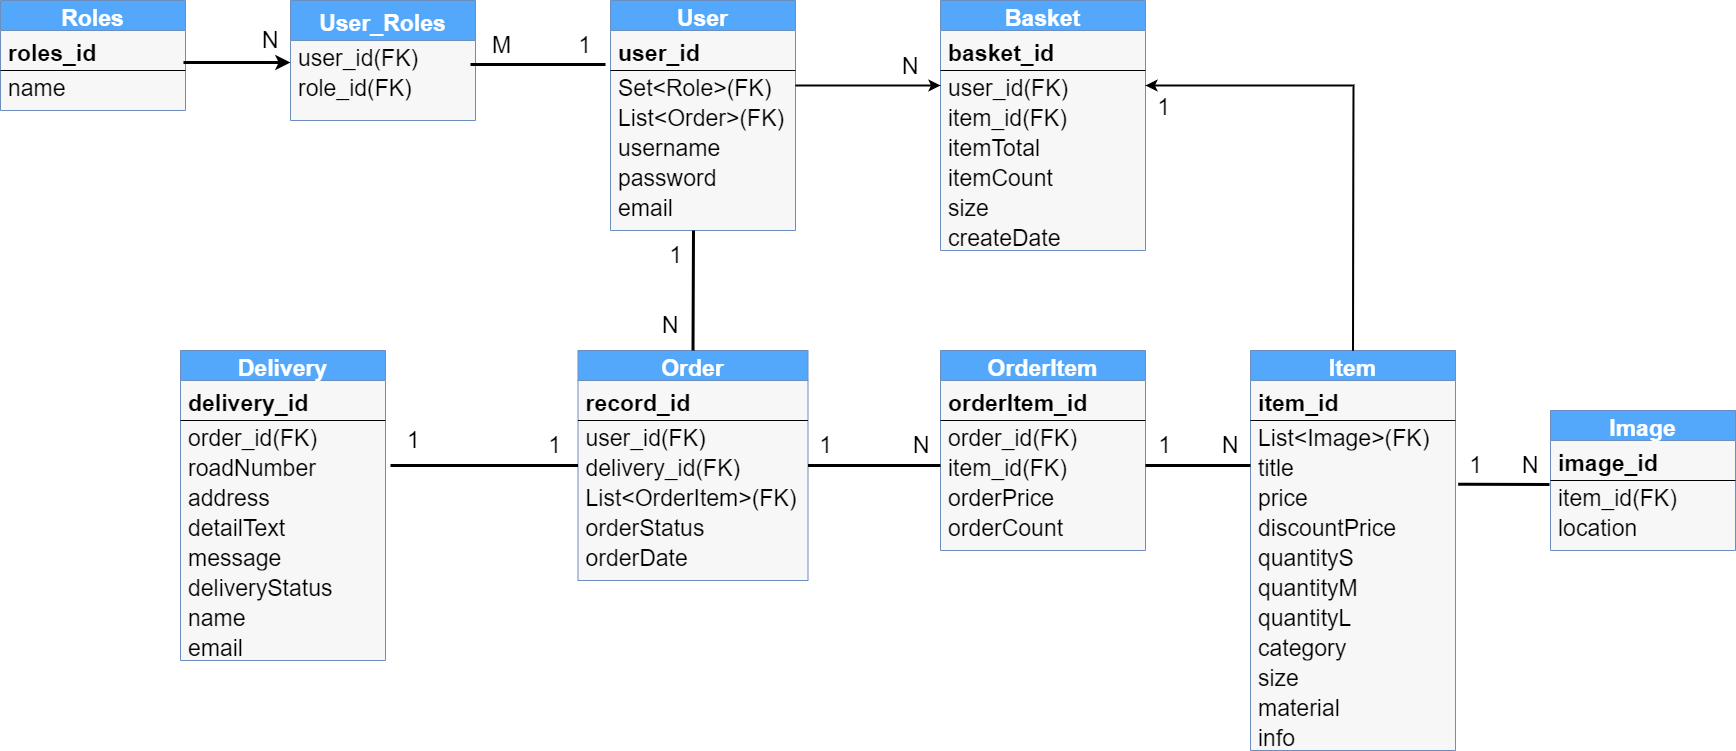 Roles
roles_id
name
N
User_Roles
user_id(FK)
role_id(FK)
M
1
User
user_id
Set<Role>(FK)
List<Order>(FK)
username
password
email
N
Basket
basket_id
user_id(FK)
item_id(FK)
itemTotal
itemCount
size
createDate
1
1
N
Delivery
delivery_id
order_id(FK)
roadNumber
address
detailText
message
deliveryStatus
name
email
1
1
Order
record_id
user_id(FK)
delivery_id(FK)
List<OrderItem>(FK)
orderStatus
orderDate
1
N
OrderItem
orderItem_id
order_id(FK)
item_id(FK)
orderPrice
orderCount
1
N
Item
item_id
List<Image>(FK)
title
price
discountPrice
quantityS
quantityM
quantityL
category
size
material
info
1
N
Image
image_id
item_id(FK)
location